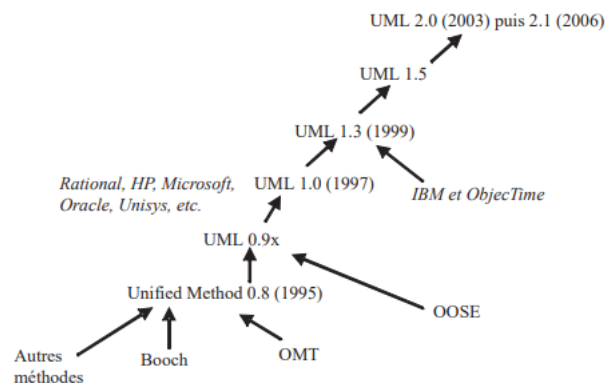 UML 2.0 (2003) puis 2.1 (2006)
UML 1.5
UML 1.3 (1999)
Rational, HP, Microsoft,
Oracle, Unisys, etc.
UML 1.0 (1997)
IBM et ObjecTime
UML 0.9x
Unified Method 0.8 (1995)
OOSE
Autres
méthodes
Booch
OMT